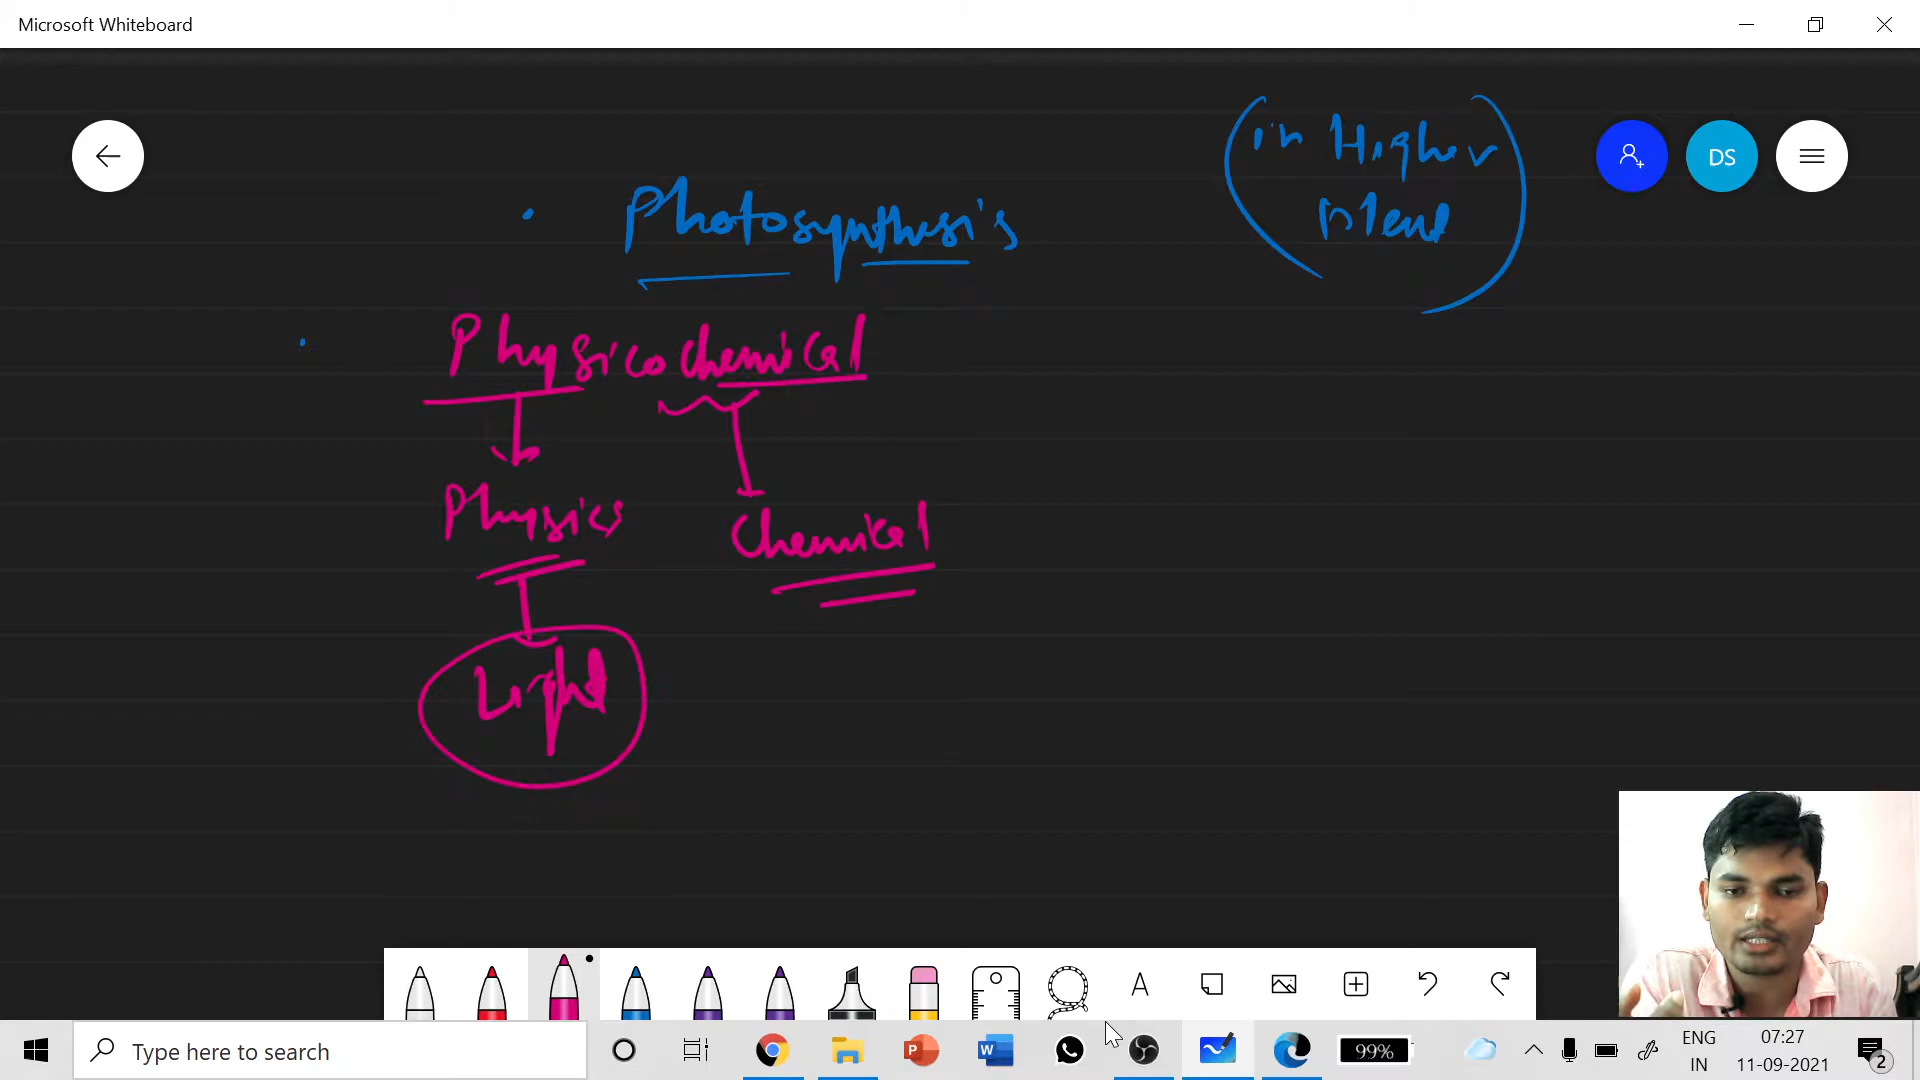 Microsoft Whiteboard
(in Higher
plant)
DS
• Photosynthesis
Physicochemical
Physics
Chemical
Light
A
Type here to search
99%
ENG
IN
07:27
11-09-2021
2